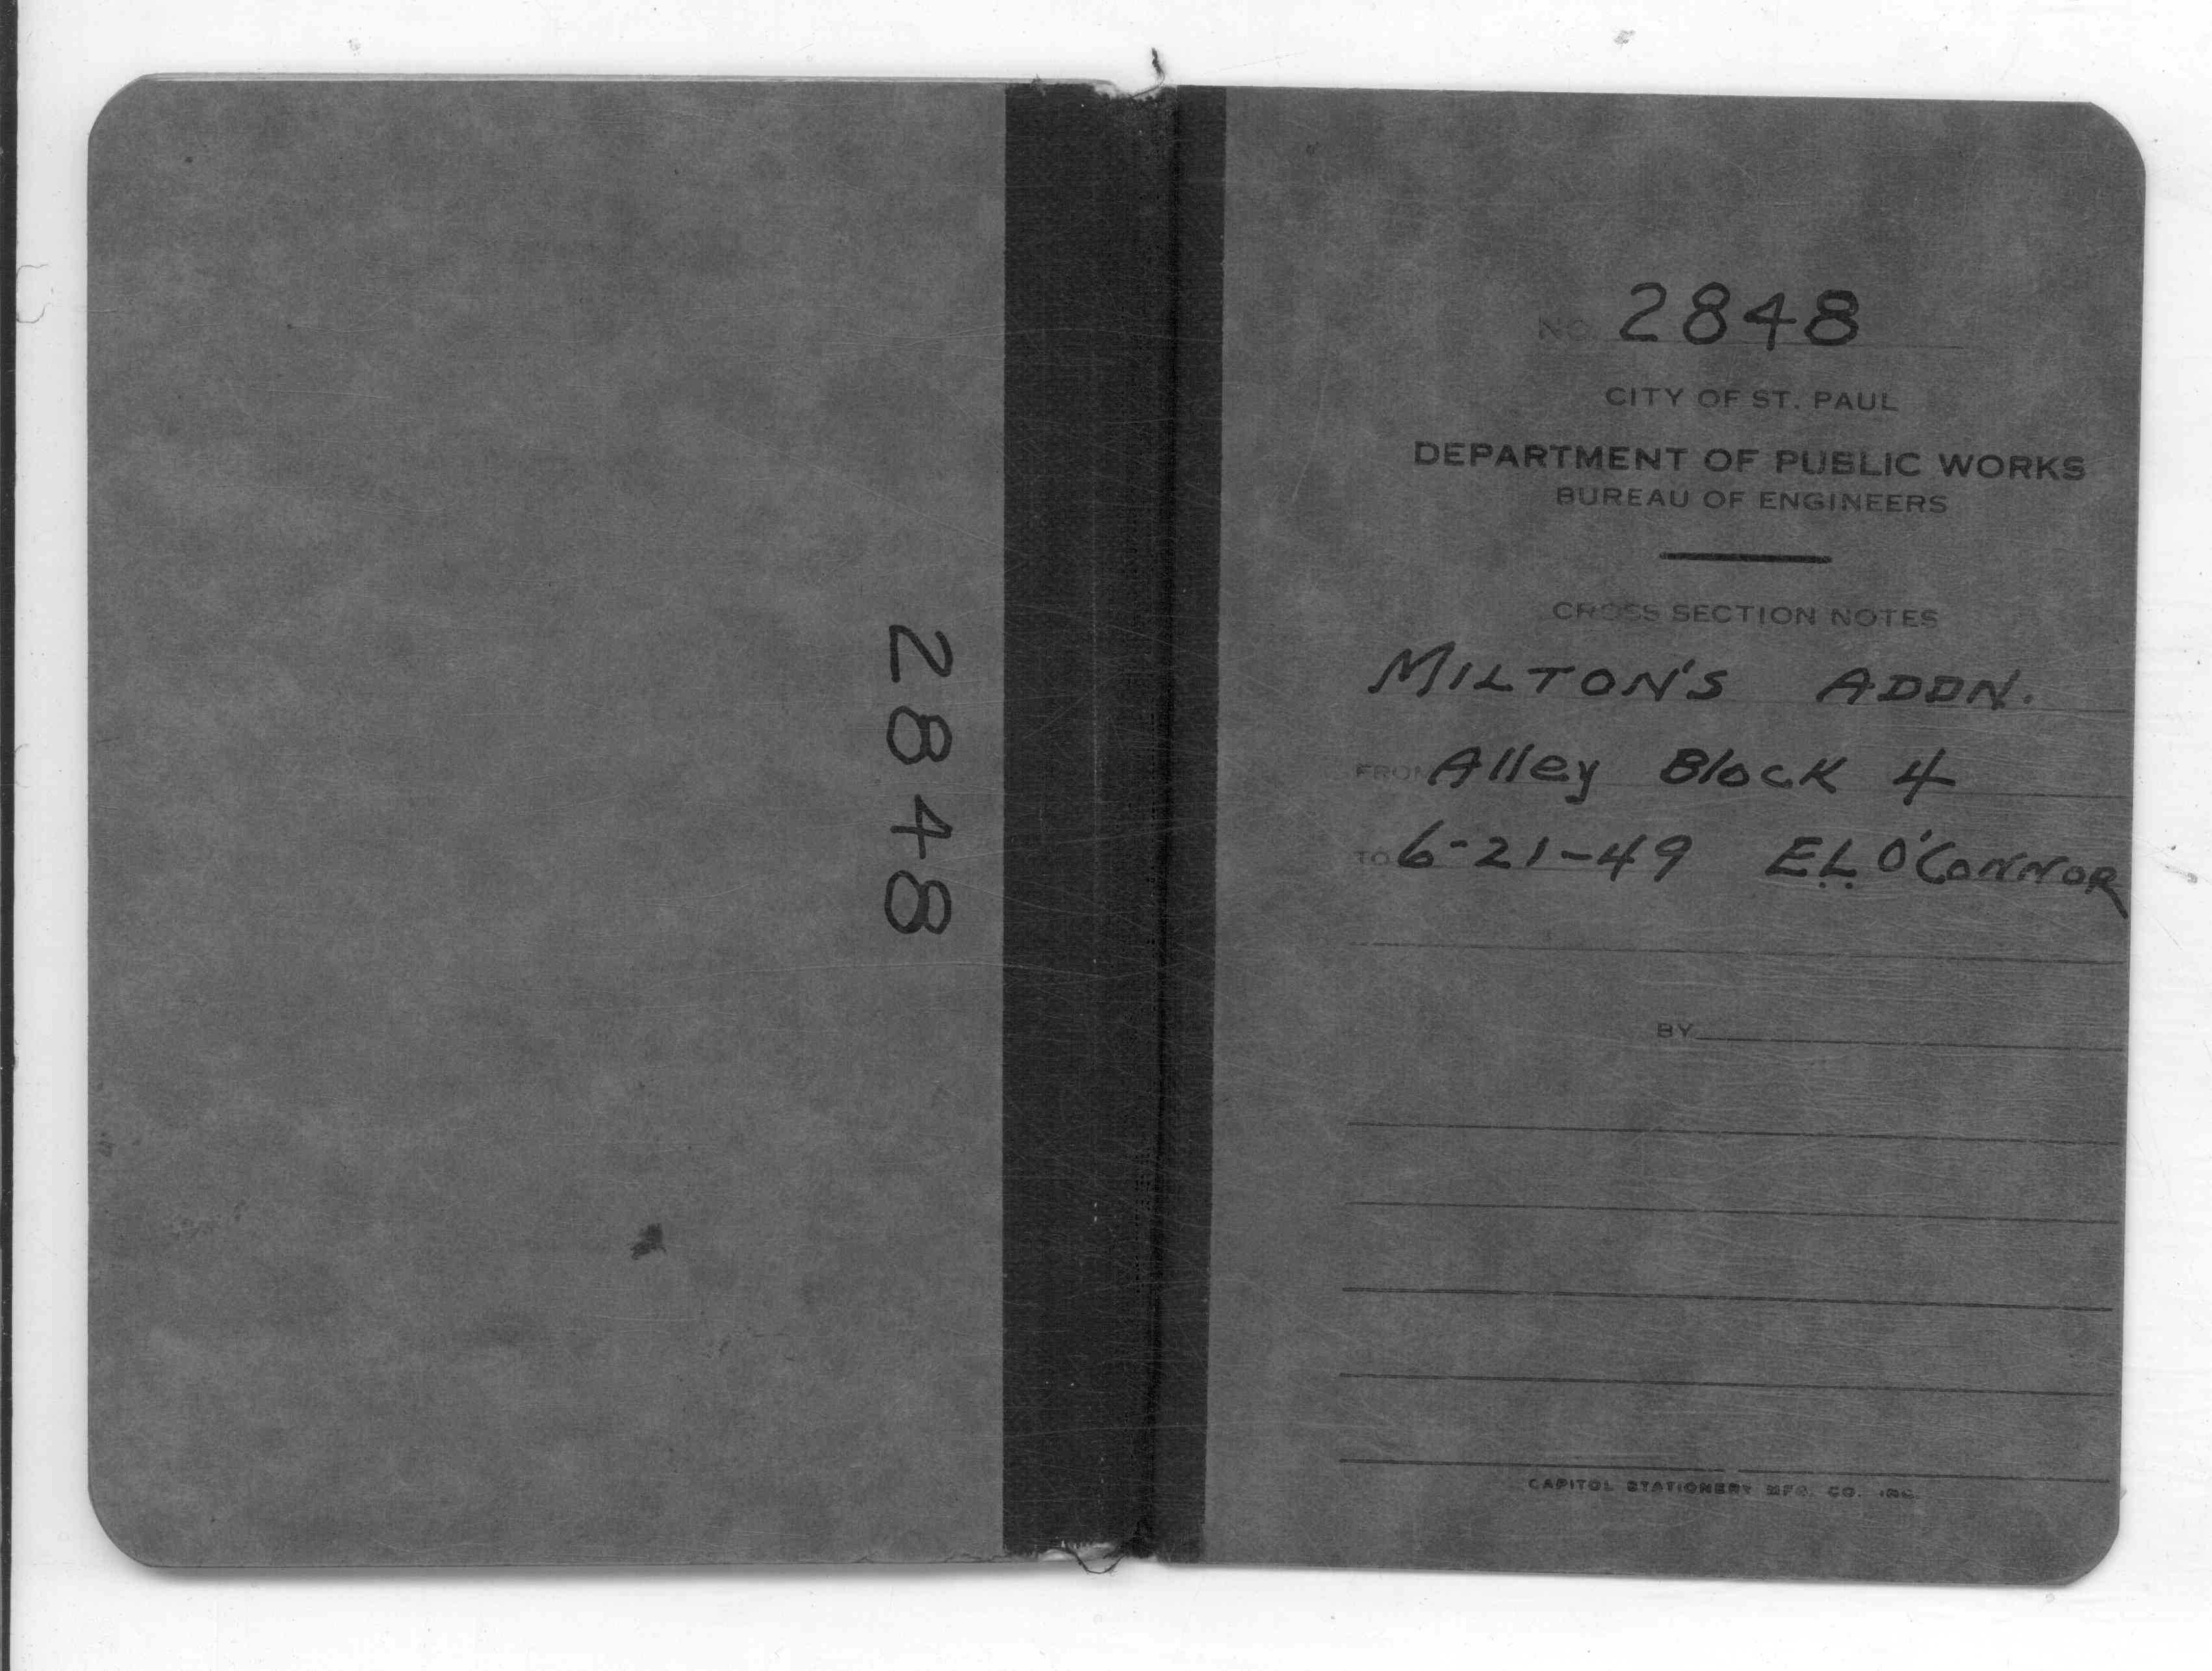 2848
NO. 2848
CITY OF ST. PAUL
DEPARTMENT OF PUBLIC WORKS
BUREAU OF ENGINEERS
CROSS SECTION NOTES
MILTON'S ADDN.
FROM Alley Block 4
TO 6-21-49 E.L. O'CONNOR
BY
CAPITOL STATIONERY MFG. CO. INC.